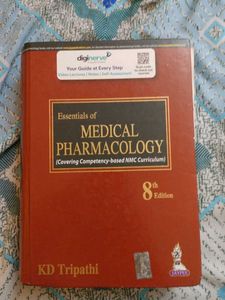 diginerve
Your Guide at Every Step
Video Lectures | Notes | Self-Assessment
Essentials of
MEDICAL
PHARMACOLOGY
(Covering Competency-based NMC Curriculum)
8th
Edition
KD Tripathi
JAYPEE